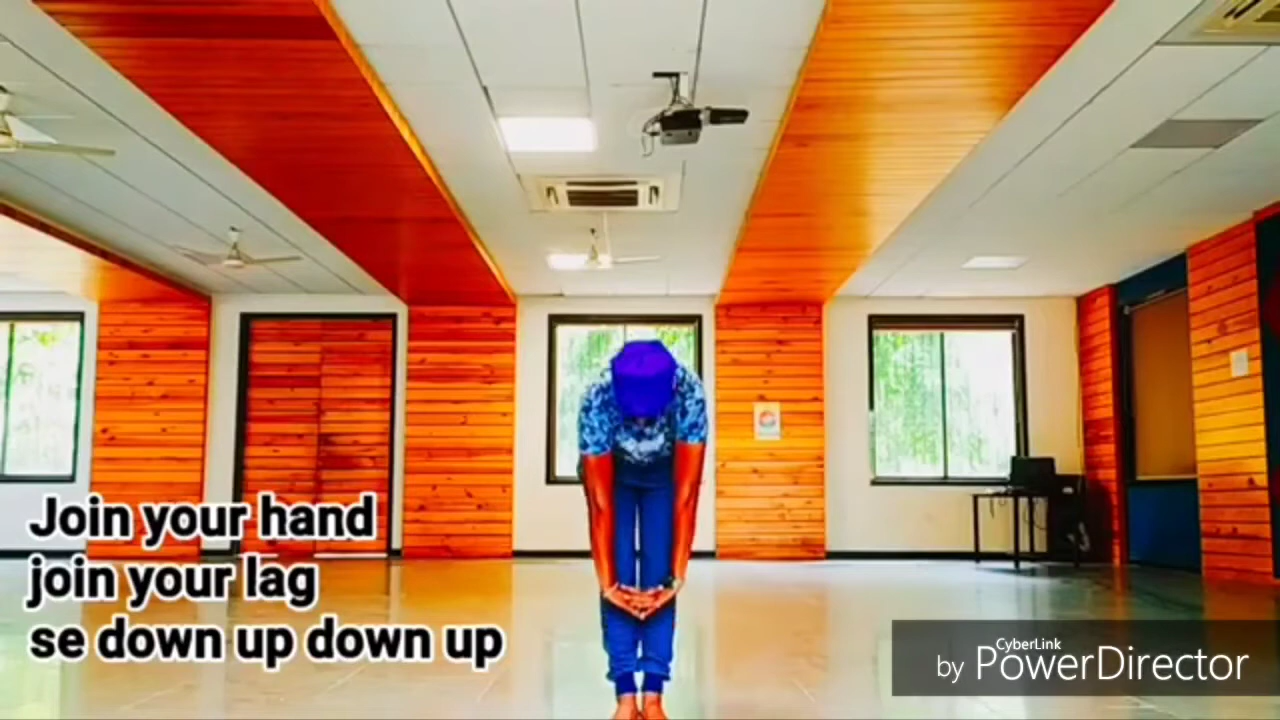 Join your hand
join your lag
se down up down up
CyberLink
by PowerDirector